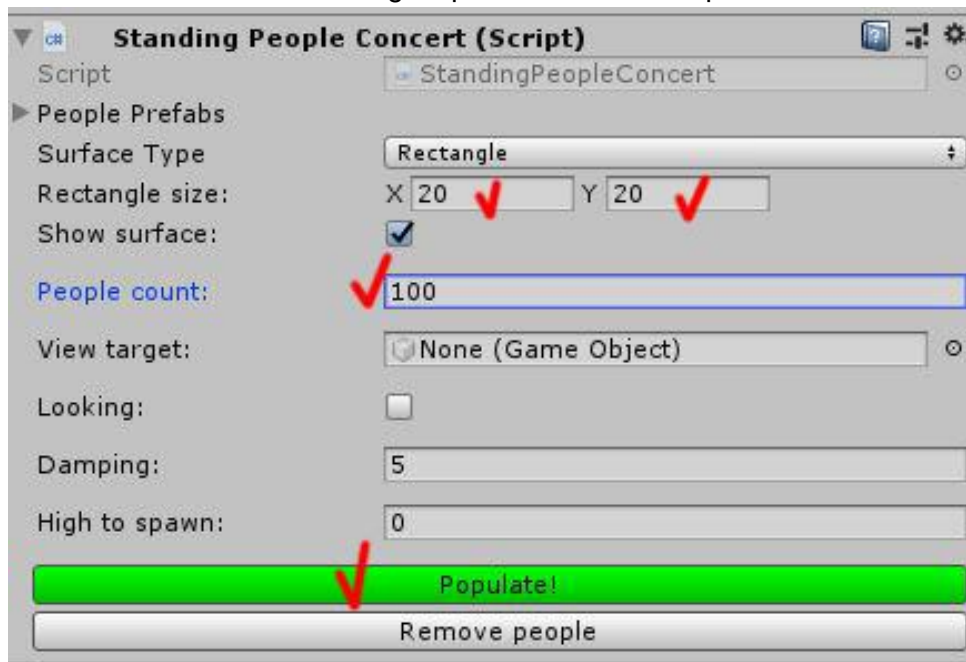 Standing People Concert (Script)
Script StandingPeopleConcert
People Prefabs
Surface Type Rectangle
Rectangle size: X 20 Y 20
Show surface:
People count: 100
View target: None (Game Object)
Looking:
Damping: 5
High to spawn: 0
Populate!
Remove people